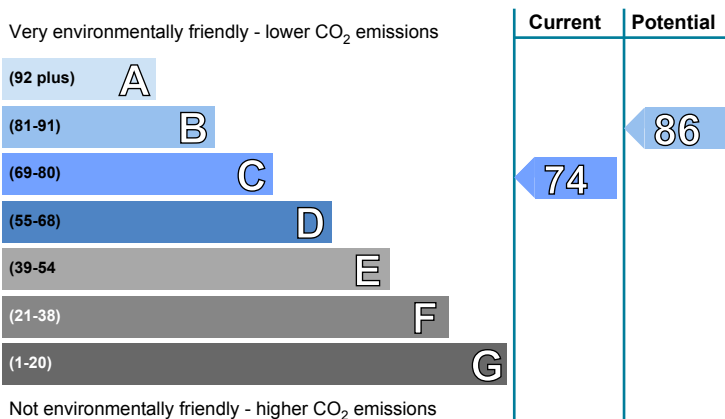 Very environmentally friendly - lower CO2 emissions
Current
Potential
(92 plus) A
(81-91) B
86
(69-80) C
74
(55-68) D
(39-54 E
(21-38) F
(1-20) G
Not environmentally friendly - higher CO2 emissions